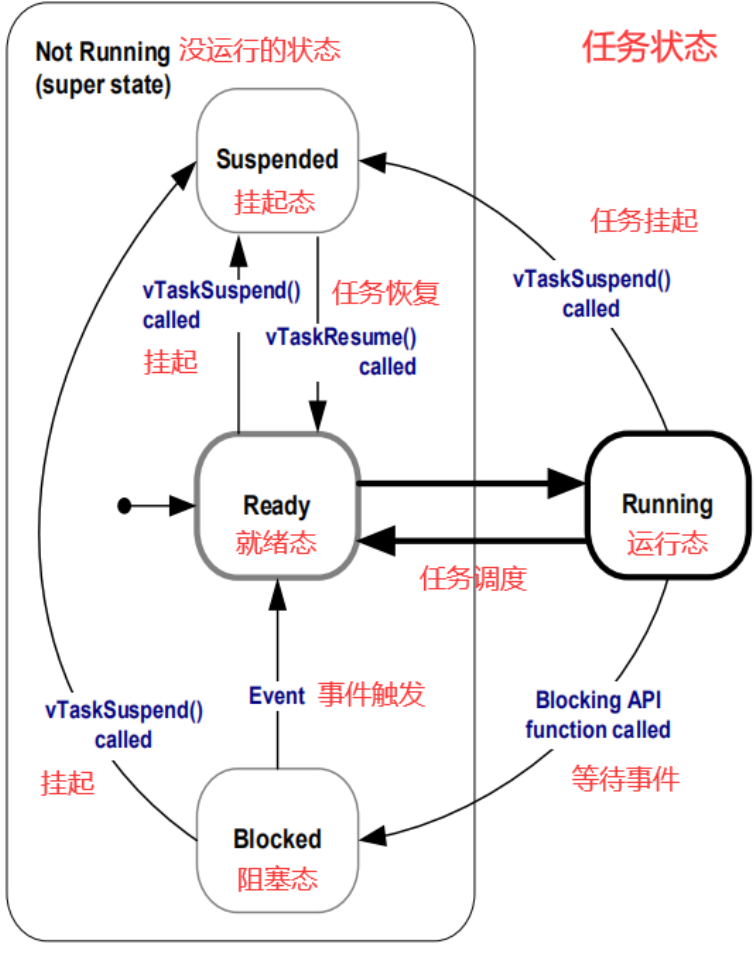 Not Running 没运行的状态
(super state)
任务状态
Suspended
挂起态
任务挂起
vTaskSuspend()
called
vTaskSuspend()
called
挂起
任务恢复
vTaskResume()
called
Ready
就绪态
Running
运行态
任务调度
Event 事件触发
vTaskSuspend()
called
挂起
Blocking API
function called
等待事件
Blocked
阻塞态